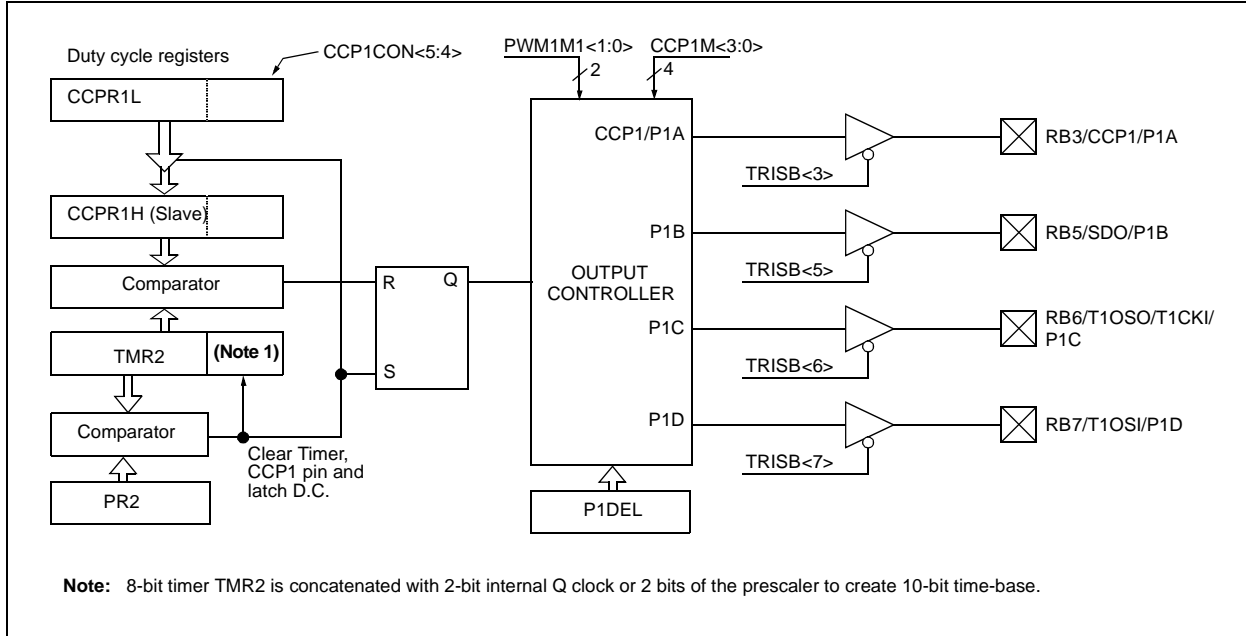 PWM1M1<1:0>
CCP1M<3:0>
Duty cycle registers
CCP1CON<5:4>
2
4
CCPR1L
CCP1/P1A
RB3/CCP1/P1A
TRISB<3>
CCPR1H (Slave)
P1B
RB5/SDO/P1B
Comparator
R
Q
OUTPUT
CONTROLLER
TRISB<5>
TMR2
(Note 1)
P1C
RB6/T1OSO/T1CKI/
P1C
S
TRISB<6>
Comparator
P1D
RB7/T1OSI/P1D
Clear Timer,
CCP1 pin and
latch D.C.
TRISB<7>
PR2
P1DEL
Note: 8-bit timer TMR2 is concatenated with 2-bit internal Q clock or 2 bits of the prescaler to create 10-bit time-base.